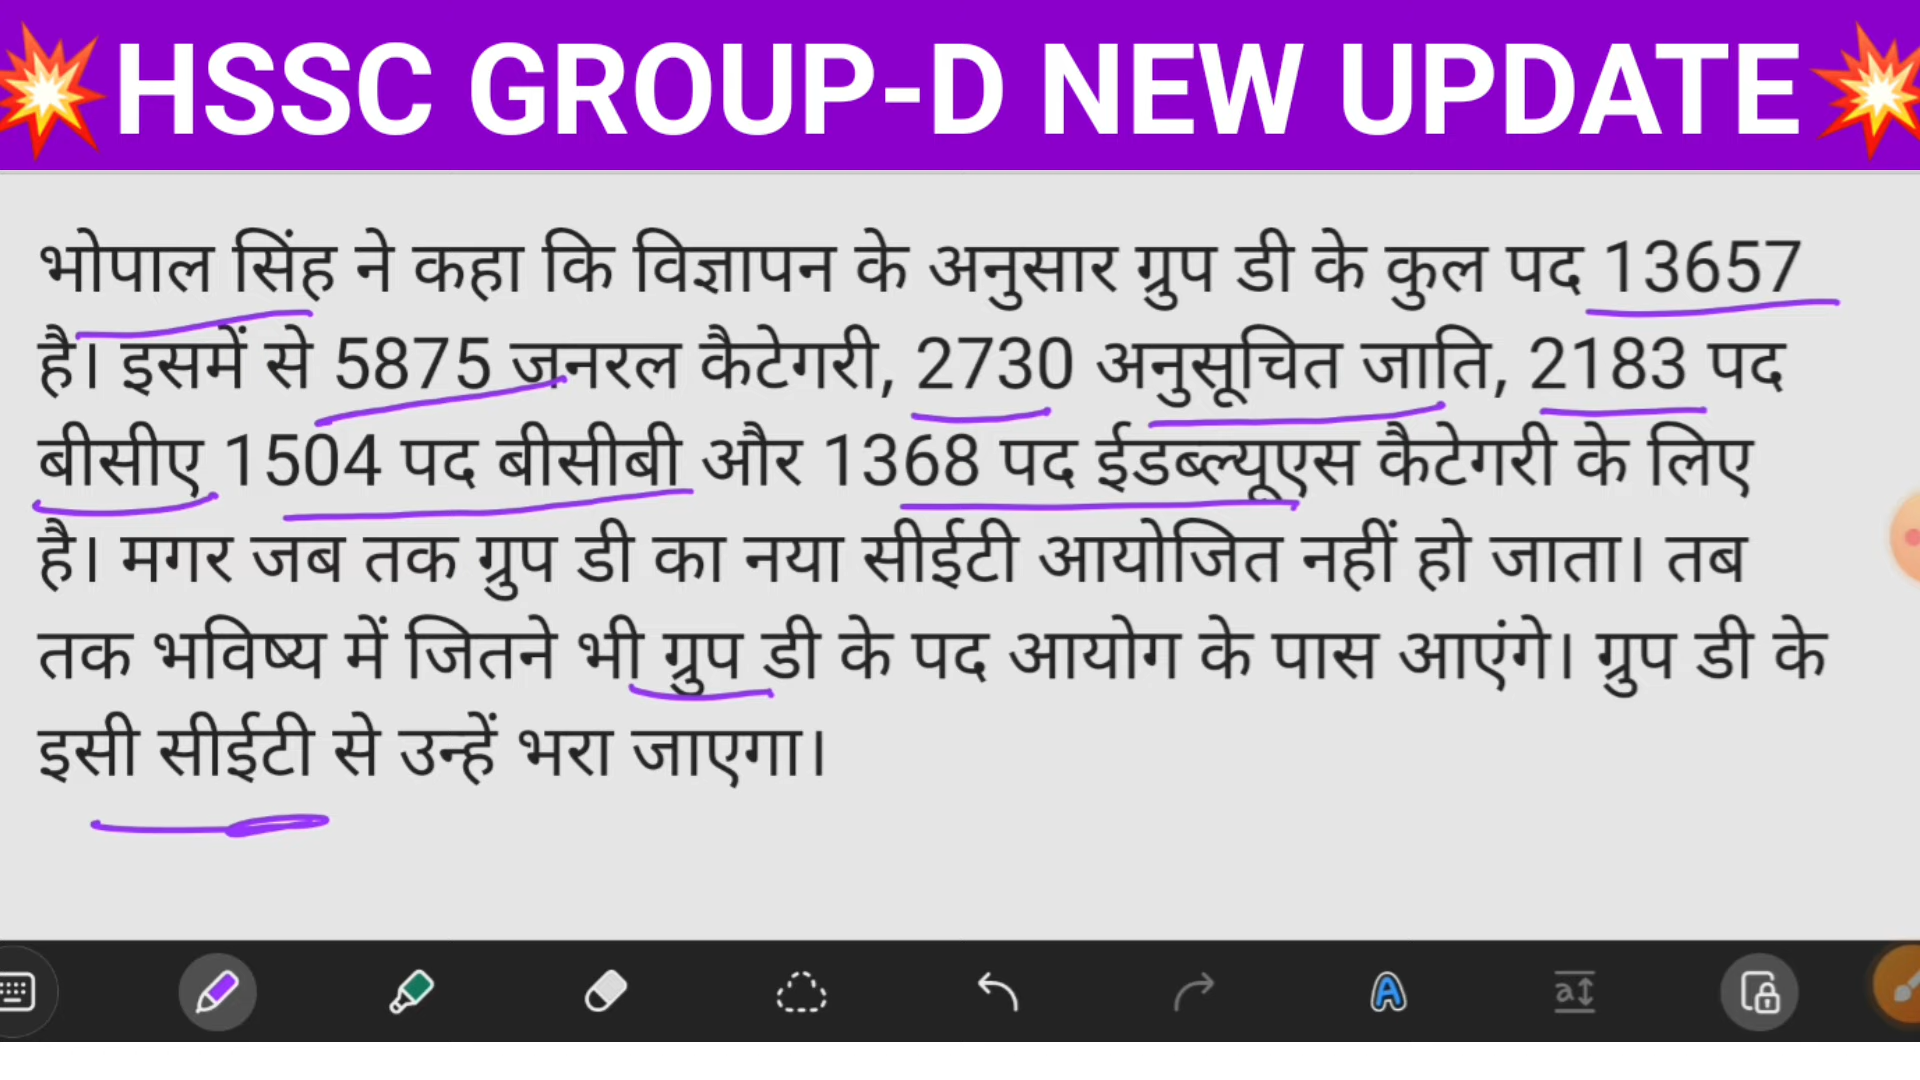 HSSC GROUP-D NEW UPDATE
भोपाल सिंह ने कहा कि विज्ञापन के अनुसार ग्रुप डी के कुल पद 13657
है। इसमें से 5875 जनरल कैटेगरी, 2730 अनुसूचित जाति, 2183 पद
बीसीए 1504 पद बीसीबी और 1368 पद ईडब्ल्यूएस कैटेगरी के लिए
है। मगर जब तक ग्रुप डी का नया सीईटी आयोजित नहीं हो जाता। तब
तक भविष्य में जितने भी ग्रुप डी के पद आयोग के पास आएंगे। ग्रुप डी के
इसी सीईटी से उन्हें भरा जाएगा।